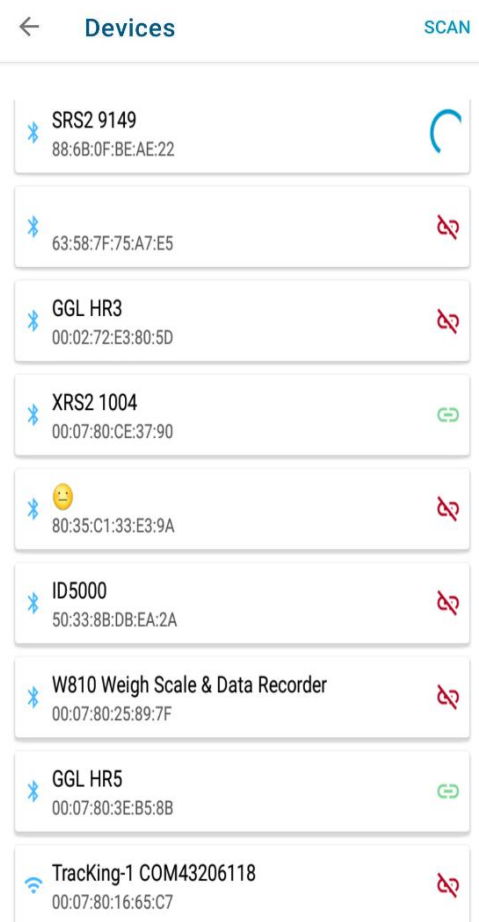 Devices SCAN
SRS2 9149
88:6B:0F:BE:AE:22
63:58:7F:75:A7:E5
GGL HR3
00:02:72:E3:80:5D
XRS2 1004
00:07:80:CE:37:90
😐
80:35:C1:33:E3:9A
ID5000
50:33:8B:DB:EA:2A
W810 Weigh Scale & Data Recorder
00:07:80:25:89:7F
GGL HR5
00:07:80:3E:B5:8B
TracKing-1 COM43206118
00:07:80:16:65:C7